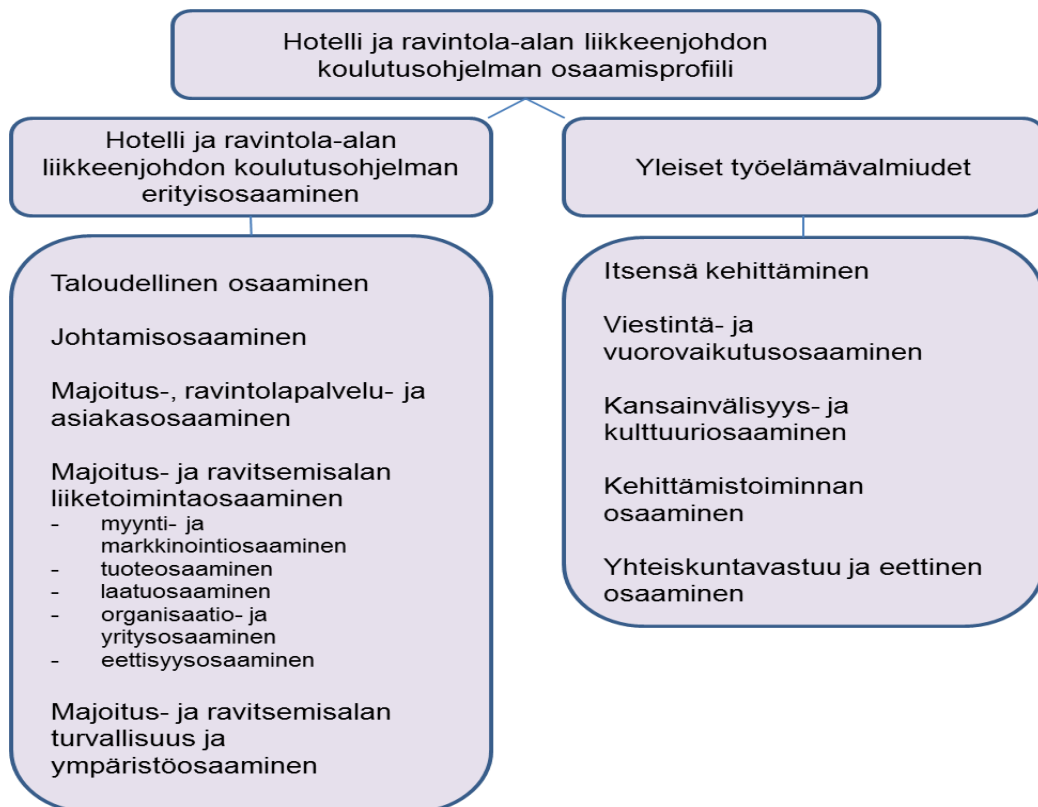 Hotelli ja ravintola-alan liikkeenjohdon
koulutusohjelman osaamisprofiili
Hotelli ja ravintola-alan
liikkeenjohdon koulutusohjelman
erityisosaaminen
Taloudellinen osaaminen
Johtamisosaaminen
Majoitus-, ravintolapalvelu- ja
asiakasosaaminen
Majoitus- ja ravitsemisalan
liiketoimintaosaaminen
- myynti- ja
markkinointiosaaminen
- tuoteosaaminen
- laatuosaaminen
- organisaatio- ja
yritysosaaminen
- eettisyysosaaminen
Majoitus- ja ravitsemisalan
turvallisuus ja
ympäristöosaaminen
Yleiset työelämävalmiudet
Itsensä kehittäminen
Viestintä- ja
vuorovaikutusosaaminen
Kansainvälisyys- ja
kulttuuriosaaminen
Kehittämistoiminnan
osaaminen
Yhteiskuntavastuu ja eettinen
osaaminen